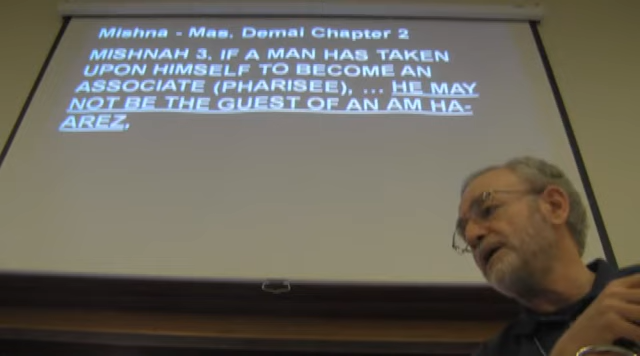 Mishna - Mas, Demai Chapter 2
MISHNAH 3. IF A MAN HAS TAKEN
UPON HIMSELF TO BECOME AN
ASSOCIATE (PHARISEE), ... HE MAY
NOT BE THE GUEST OF AN AM HA-
AREZ,